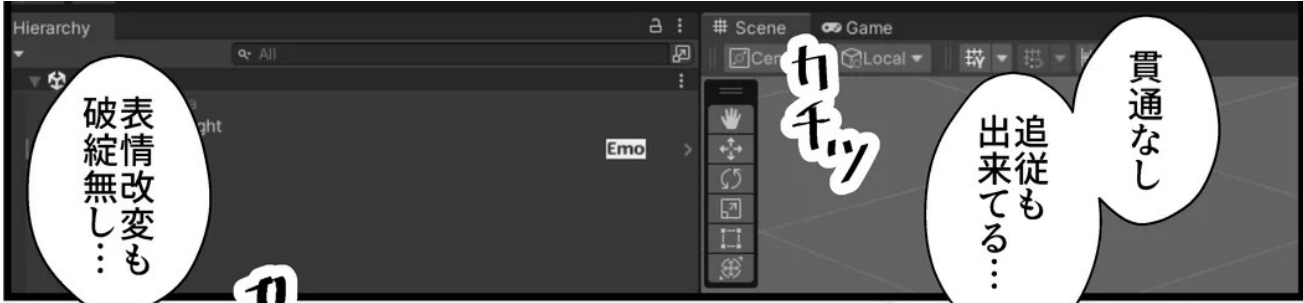 Hierarchy
All
ght
Emo
Scene
Game
Cen
Local
貫通なし
追従も
出来てる…
カチッ
表情改変も
破綻無し…